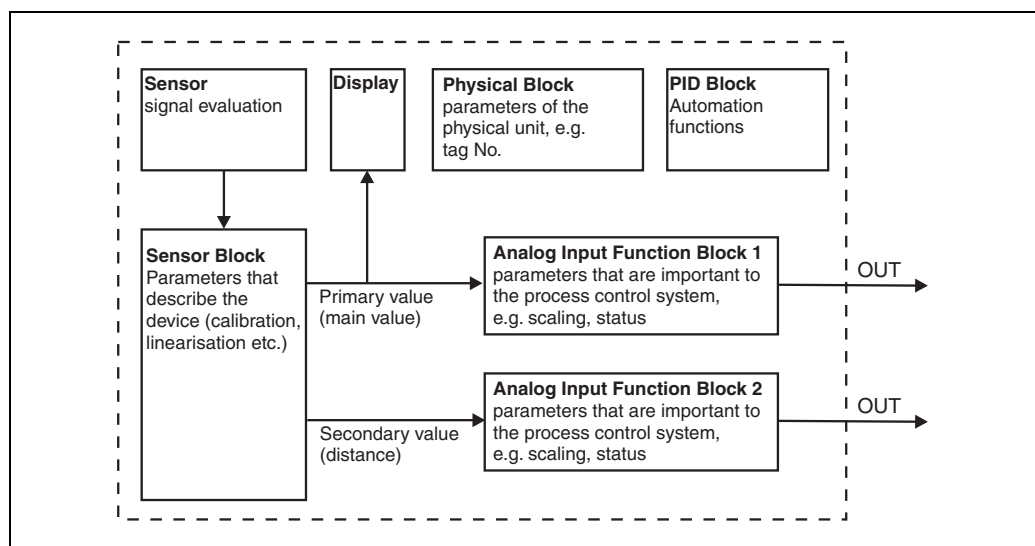 Sensor
signal evaluation
Display
Physical Block
parameters of the
physical unit, e.g.
tag No.
PID Block
Automation
functions
Sensor Block
Parameters that
describe the
device (calibration,
linearisation etc.)
Primary value
(main value)
Analog Input Function Block 1
parameters that are important to
the process control system,
e.g. scaling, status
OUT
Secondary value
(distance)
Analog Input Function Block 2
parameters that are important to
the process control system,
e.g. scaling, status
OUT